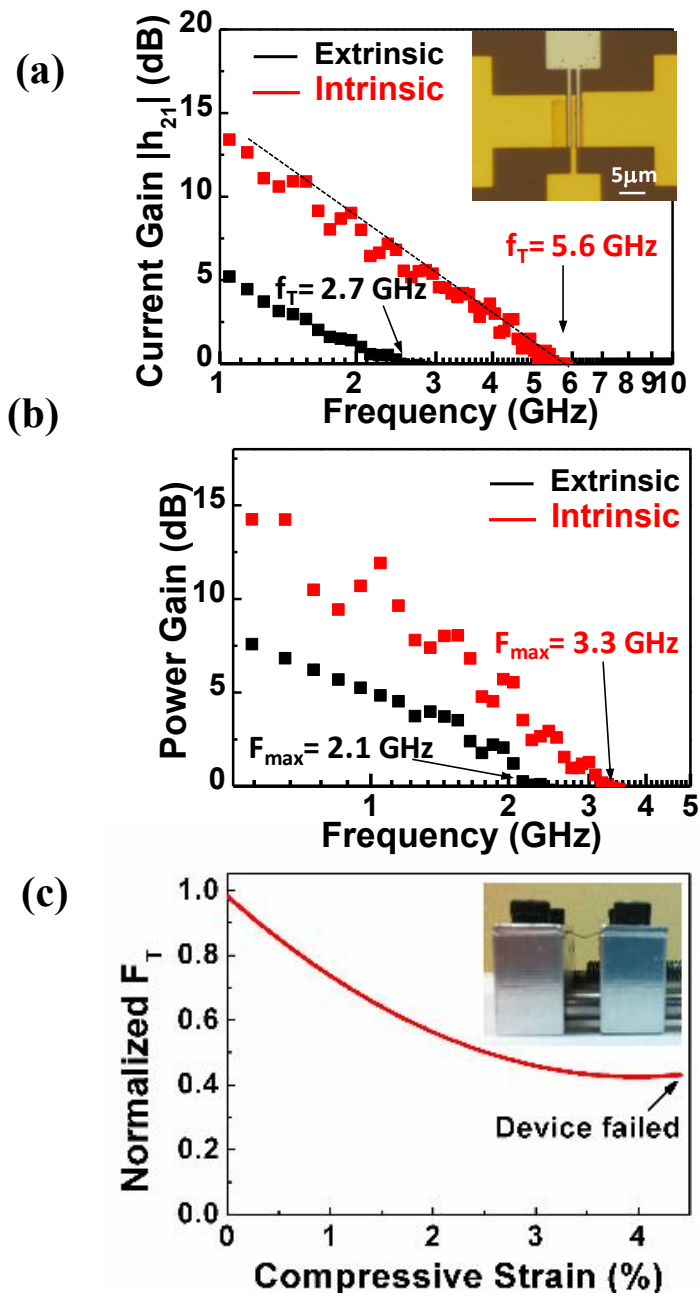 (a)
Current Gain |h21| (dB)
20
15
10
5
0
Extrinsic
Intrinsic
5μm
fT= 5.6 GHz
fT= 2.7 GHz
1 2 3 4 5 6 7 8 9 10
Frequency (GHz)
(b)
Power Gain (dB)
15
10
5
0
Extrinsic
Intrinsic
Fmax= 3.3 GHz
Fmax= 2.1 GHz
1 2 3 4 5
Frequency (GHz)
(c)
Normalized FT
1.0
0.8
0.6
0.4
0.2
0.0
Device failed
0 1 2 3 4
Compressive Strain (%)